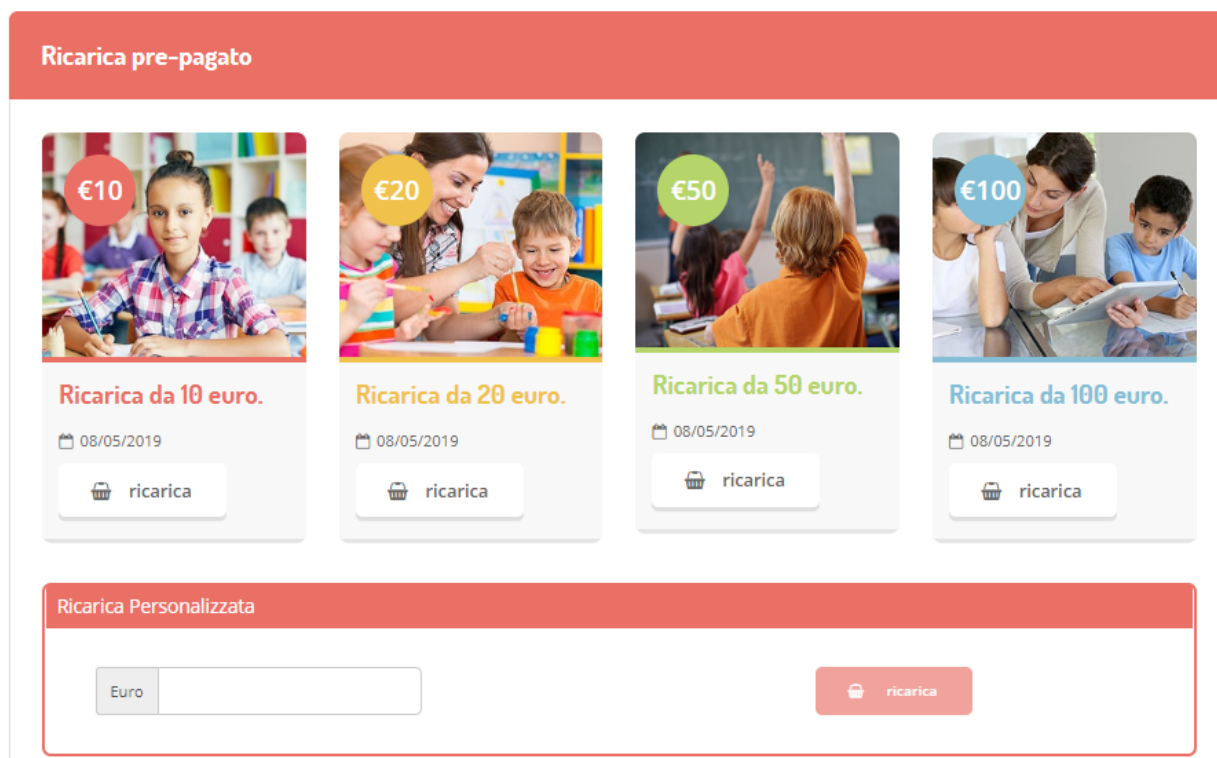 Ricarica pre-pagato
€10
€20
€50
€100
Ricarica da 10 euro.
08/05/2019
ricarica
Ricarica da 20 euro.
08/05/2019
ricarica
Ricarica da 50 euro.
08/05/2019
ricarica
Ricarica da 100 euro.
08/05/2019
ricarica
Ricarica Personalizzata
Euro
ricarica